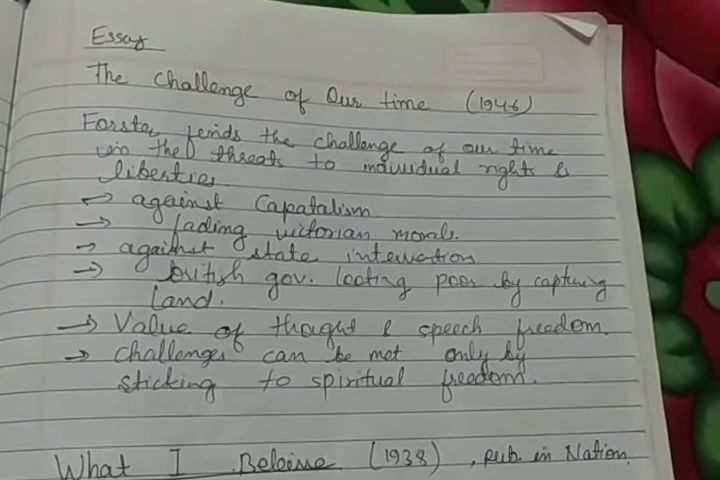 Essay
The Challenge of Our time (1946)
Forster finds the challenge of our time
in the threats to individual rights &
liberties
→ against Capatalism
→ fading victorian morals.
→ against state intervation
→ british gov. looting poor by captuing
land.
→ Value of thought & speech freedom.
→ challenges can be met only by
sticking to spiritual freedom.
What I Beleive (1938), pub. in Nation.